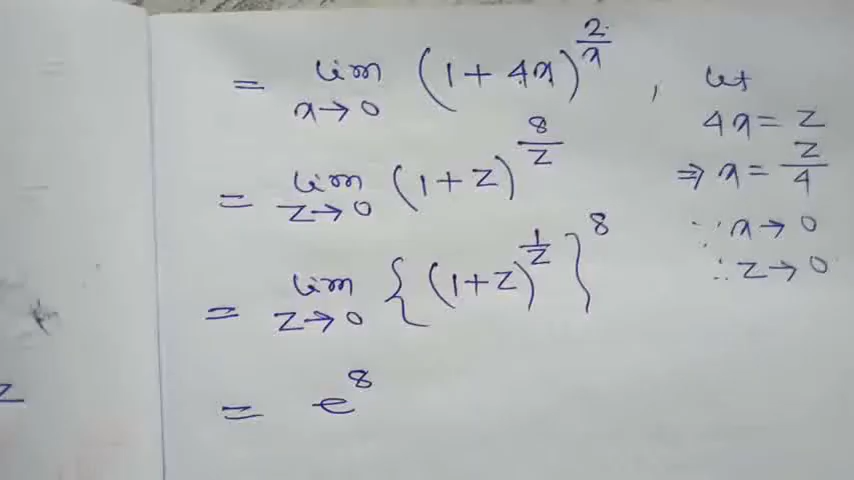 = lim x→0 (1 + 4x)^(2/x) , let
4x = z
⇒ x = z/4
∵ x → 0
∴ z → 0
= lim z→0 (1 + z)^(8/z)
= lim z→0 {(1+z)^(1/z)}^8
= e^8
z